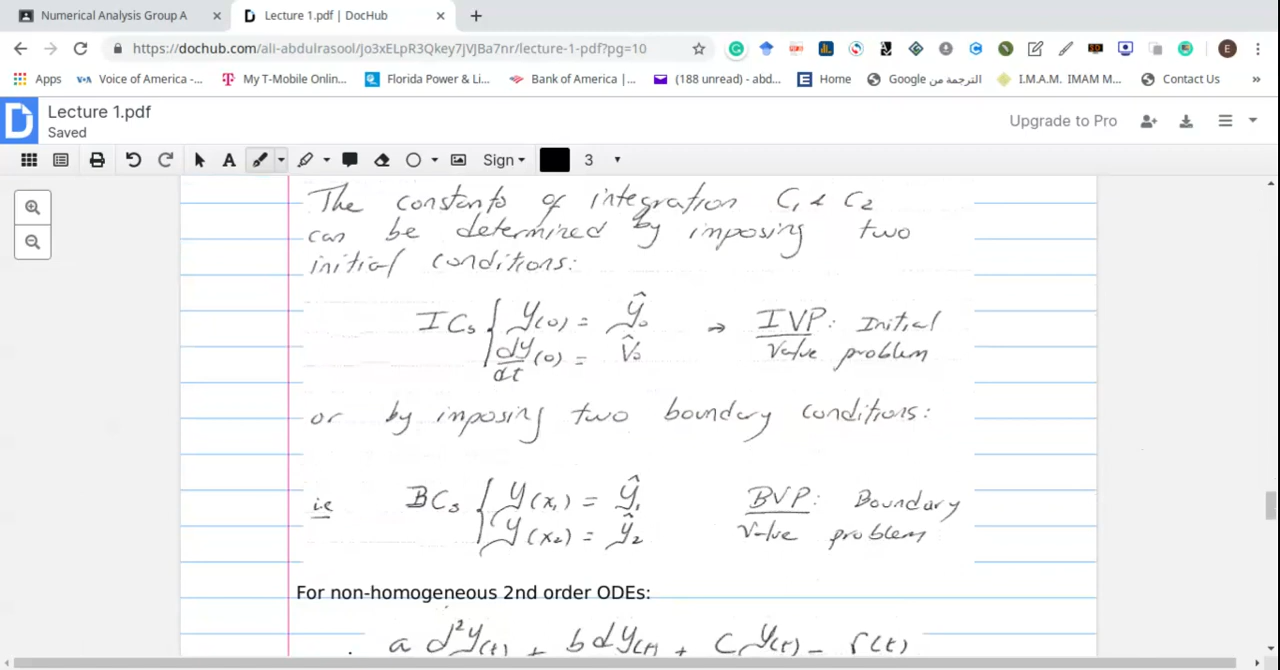 Numerical Analysis Group A
Lecture 1.pdf | DocHub
https://dochub.com/ali-abdulrasool/jo3xELpR3Qkey7jVJBa7nr/lecture-1-pdf?pg=10
E
Apps
Voice of America -...
My T-Mobile Onlin...
Florida Power & Li...
Bank of America |...
(188 unread) - abd...
Home
الترجمة من Google
I.M.A.M. IMAM M...
Contact Us
»
Lecture 1.pdf
Saved
Upgrade to Pro
A
Sign
3
The constants of integration C₁ & C₂
can be determined by imposing two
initial conditions:
ICs { y(0) = ŷ₀ → IVP: Initial
dy/dt (0) = V̂₀ Value problem
or by imposing two boundary conditions:
ie BCs { y(x₁) = ŷ₁ BVP: Boundary
y(x₂) = ŷ₂ Value problem
For non-homogeneous 2nd order ODEs:
a d²y(t) + b dy(t) + C y(t) = f(t)